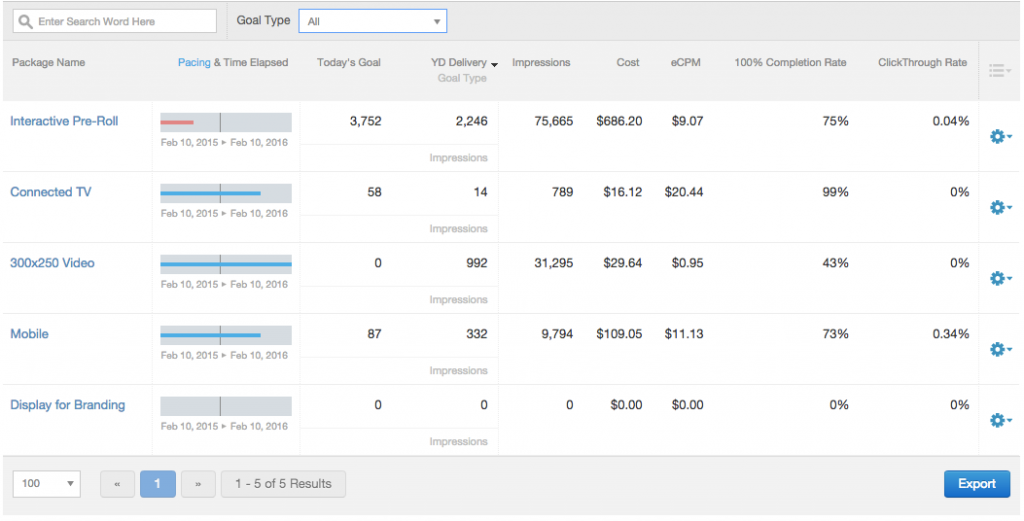 Enter Search Word Here
Goal Type All
Package Name Pacing & Time Elapsed Today's Goal YD Delivery Impressions Cost eCPM 100% Completion Rate ClickThrough Rate
Goal Type
Interactive Pre-Roll 3,752 2,246 75,665 $686.20 $9.07 75% 0.04%
Feb 10, 2015 ▸ Feb 10, 2016
Impressions
Connected TV 58 14 789 $16.12 $20.44 99% 0%
Feb 10, 2015 ▸ Feb 10, 2016
Impressions
300x250 Video 0 992 31,295 $29.64 $0.95 43% 0%
Feb 10, 2015 ▸ Feb 10, 2016
Impressions
Mobile 87 332 9,794 $109.05 $11.13 73% 0.34%
Feb 10, 2015 ▸ Feb 10, 2016
Impressions
Display for Branding 0 0 0 $0.00 $0.00 0% 0%
Feb 10, 2015 ▸ Feb 10, 2016
Impressions
100 « 1 » 1 - 5 of 5 Results Export